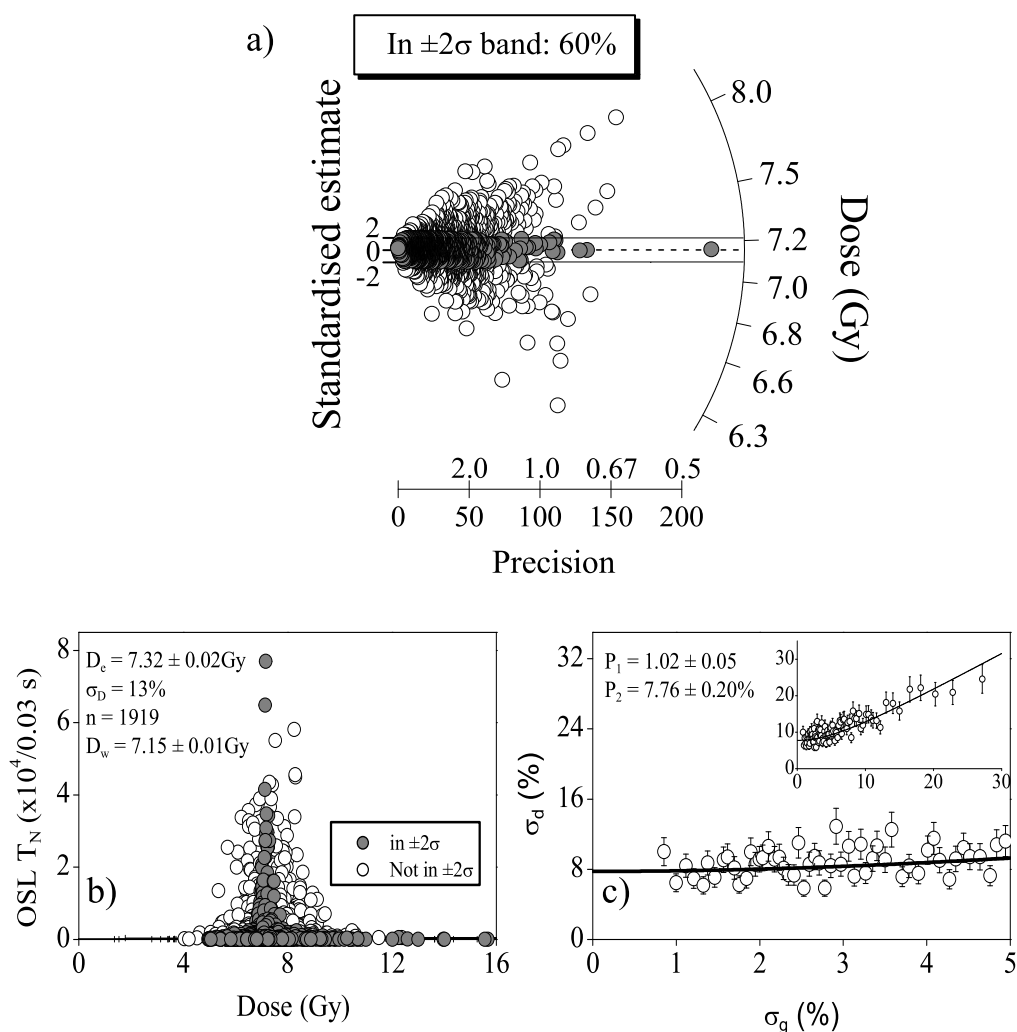 a)
In ±2σ band: 60%
Standardised estimate
2
0
-2
8.0
7.5
7.2
7.0
6.8
6.6
6.3
Dose (Gy)
2.0 1.0 0.67 0.5
0 50 100 150 200
Precision
OSL T_N (x10^4/0.03 s)
8
6
4
2
0
D_e = 7.32 ± 0.02Gy
σ_D = 13%
n = 1919
D_w = 7.15 ± 0.01Gy
in ±2σ
Not in ±2σ
b)
4 8 12 16
Dose (Gy)
σ_d (%)
32
24
16
8
0
P_1 = 1.02 ± 0.05
P_2 = 7.76 ± 0.20%
30
20
10
0
0 10 20 30
c)
0 1 2 3 4 5
σ_q (%)